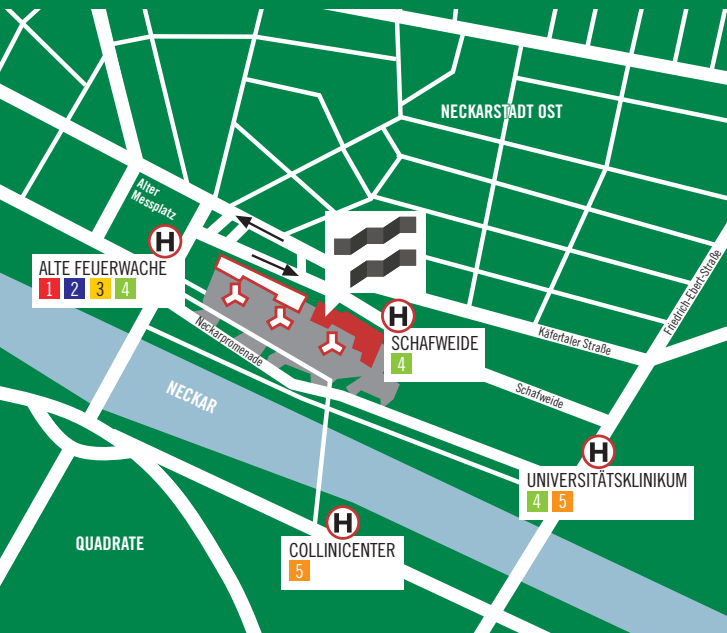 NECKARSTADT OST
Alter
Messplatz
H
ALTE FEUERWACHE
1 2 3 4
H
SCHAFWEIDE
4
Käfertaler Straße
Friedrich-Ebert-Straße
Neckarpromenade
Schafweide
NECKAR
H
UNIVERSITÄTSKLINIKUM
4 5
H
COLLINICENTER
5
QUADRATE